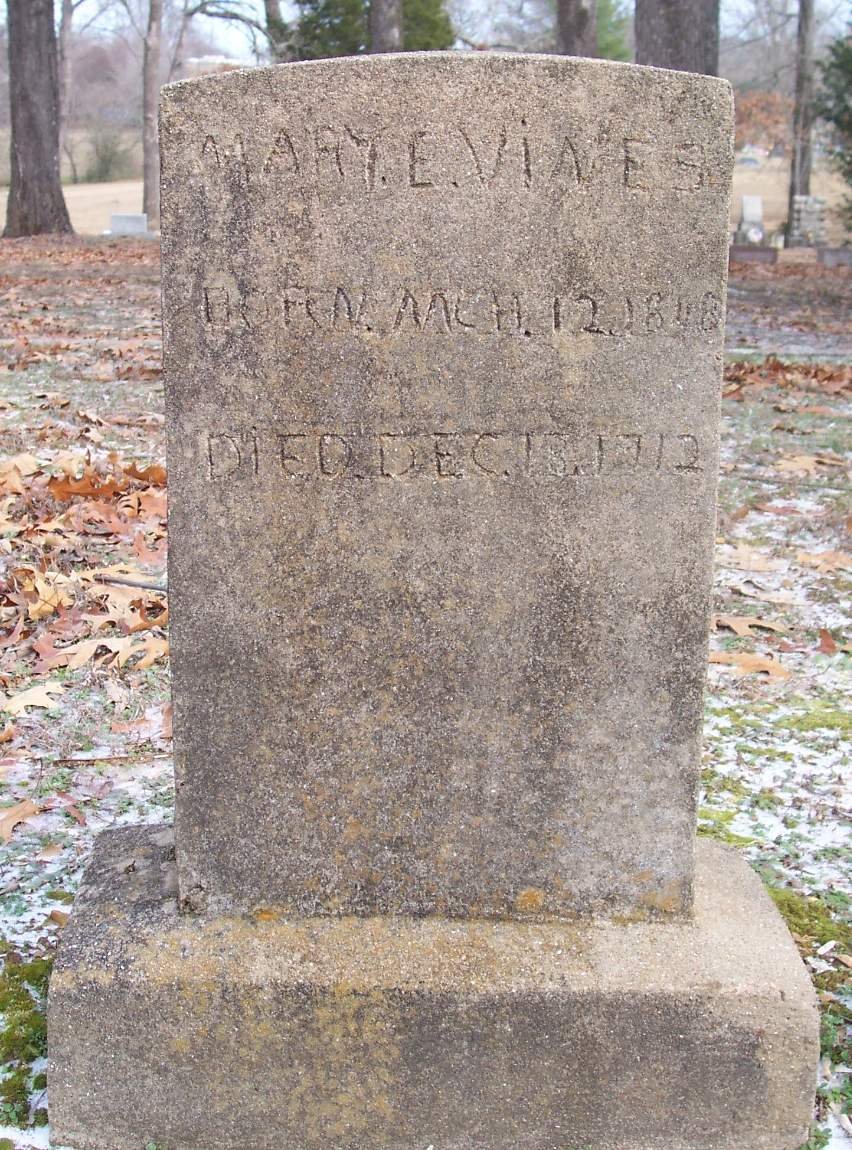 MARY. E. VINES
BORN. MCH. 12. 1848
DIED. DEC. 13. 1912